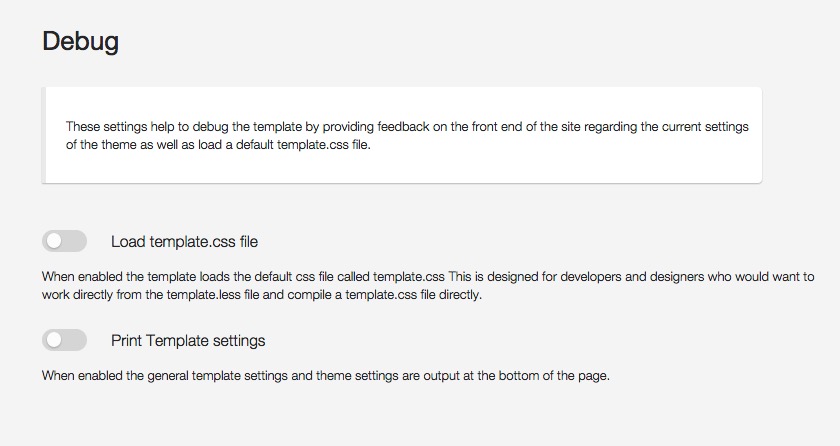 Debug
These settings help to debug the template by providing feedback on the front end of the site regarding the current settings
of the theme as well as load a default template.css file.
Load template.css file
When enabled the template loads the default css file called template.css This is designed for developers and designers who would want to
work directly from the template.less file and compile a template.css file directly.
Print Template settings
When enabled the general template settings and theme settings are output at the bottom of the page.